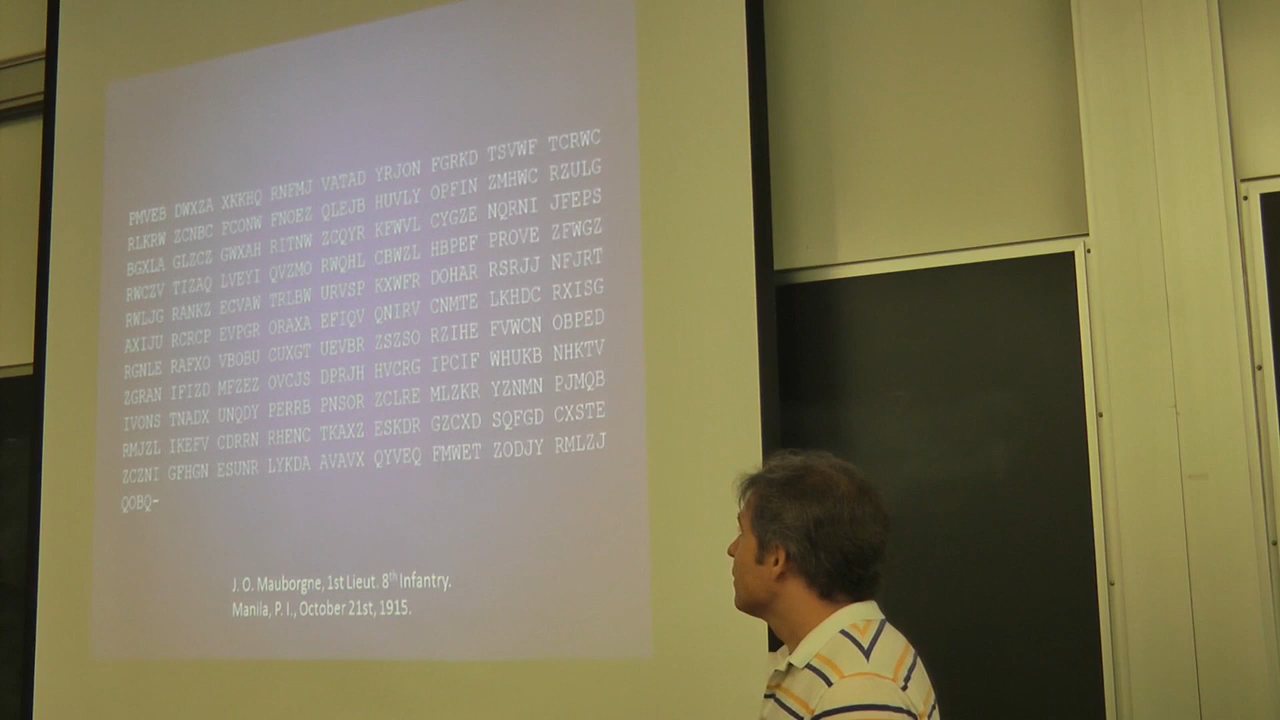 PMVEB DWXZA XKKHQ RNFMJ VATAD YRJON FGRKD TSVWF TCRWC
RLKRW ZCNBC FCONW FNOEZ QLEJB HUVLY OPFIN ZMHWC RZULG
BGXLA GLZCZ GWXAH RITNW ZCQYR KFWVL CYGZE NQRNI JFEPS
RWCZV TIZAQ LVEYI QVZMO RWQHL CBWZL HBPEF PROVE ZFWGZ
RWLJG RANKZ ECVAW TRLBW URVSP KXWFR DOHAR RSRJJ NFJRT
AXIJU RCRCP EVPGR ORAXA EFIQV QNIRV CNMTE LKHDC RXISG
RGNLE RAFXO VBOBU CUXGT UEVBR ZSZSO RZIHE FVWCN OBPED
ZGRAN IFIZD MFZEZ OVCJS DPRJH HVCRG IPCIF WHUKB NHKTV
IVONS TNADX UNQDY PERRB PNSOR ZCLRE MLZKR YZNMN PJMQB
RMJZL IKEFV CDRRN RHENC TKAXZ ESKDR GZCXD SQFGD CXSTE
ZCZNI GFHGN ESUNR LYKDA AVAVX QYVEQ FMWET ZODJY RMLZJ
QOBQ-
J. O. Mauborgne, 1st Lieut. 8th Infantry.
Manila, P. I., October 21st, 1915.